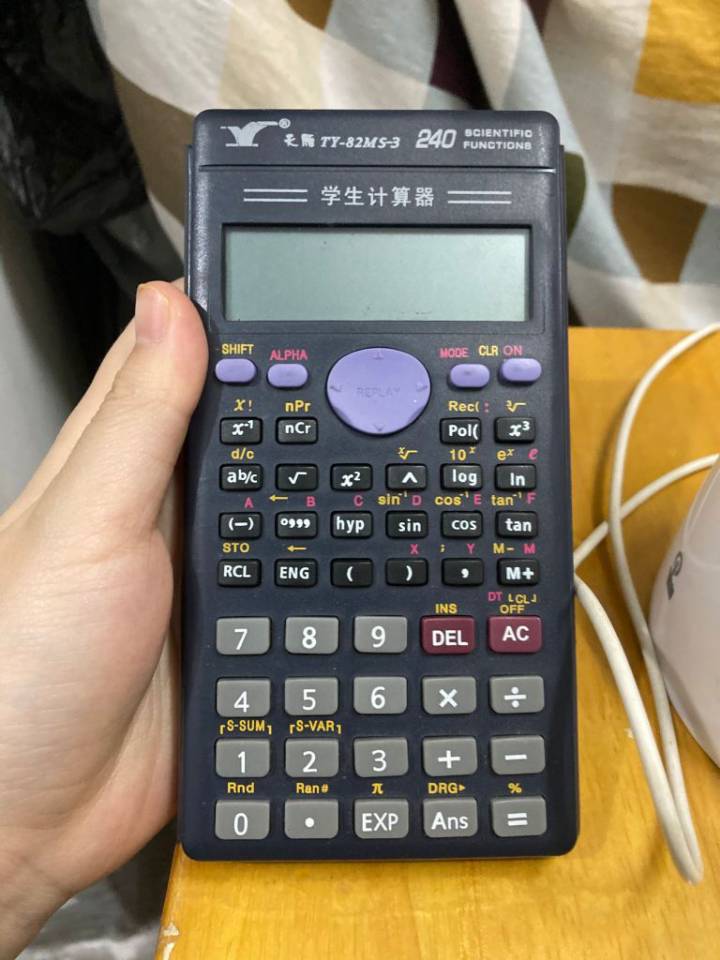 ® 天雁 TY-82MS-3 240 SCIENTIFIC FUNCTIONS
学生计算器
SHIFT ALPHA MODE CLR ON
REPLAY
x! nPr Rec( : ³√
x⁻¹ nCr Pol( x³
d/c ˣ√ 10ˣ eˣ e
ab/c √ x² ^ log ln
A ← B C sin⁻¹ D cos⁻¹ E tan⁻¹ F
(−) °''' hyp sin cos tan
STO ← X ; Y M− M
RCL ENG ( ) , M+
DT CL
INS OFF
7 8 9 DEL AC
4 5 6 × ÷
S-SUM S-VAR
1 2 3 + −
Rnd Ran# π DRG▸ %
0 • EXP Ans =